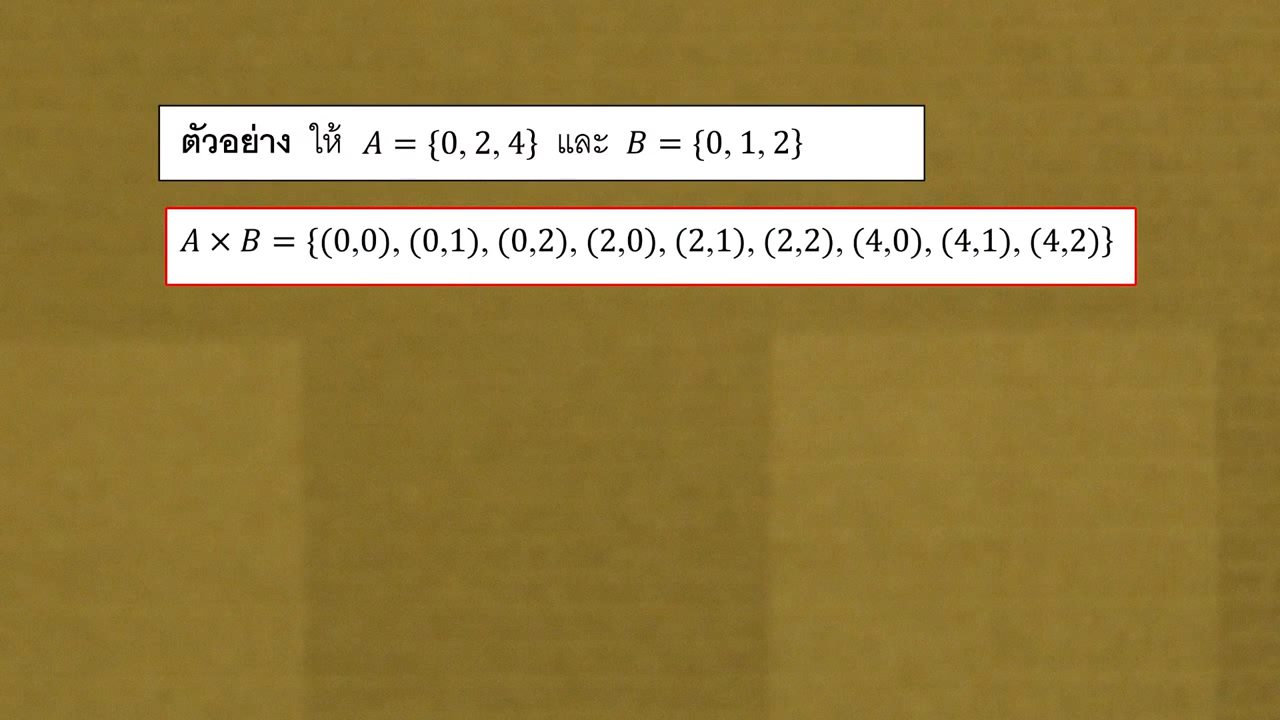 ตัวอย่าง ให้ A = {0, 2, 4} และ B = {0, 1, 2}
A × B = {(0,0), (0,1), (0,2), (2,0), (2,1), (2,2), (4,0), (4,1), (4,2)}